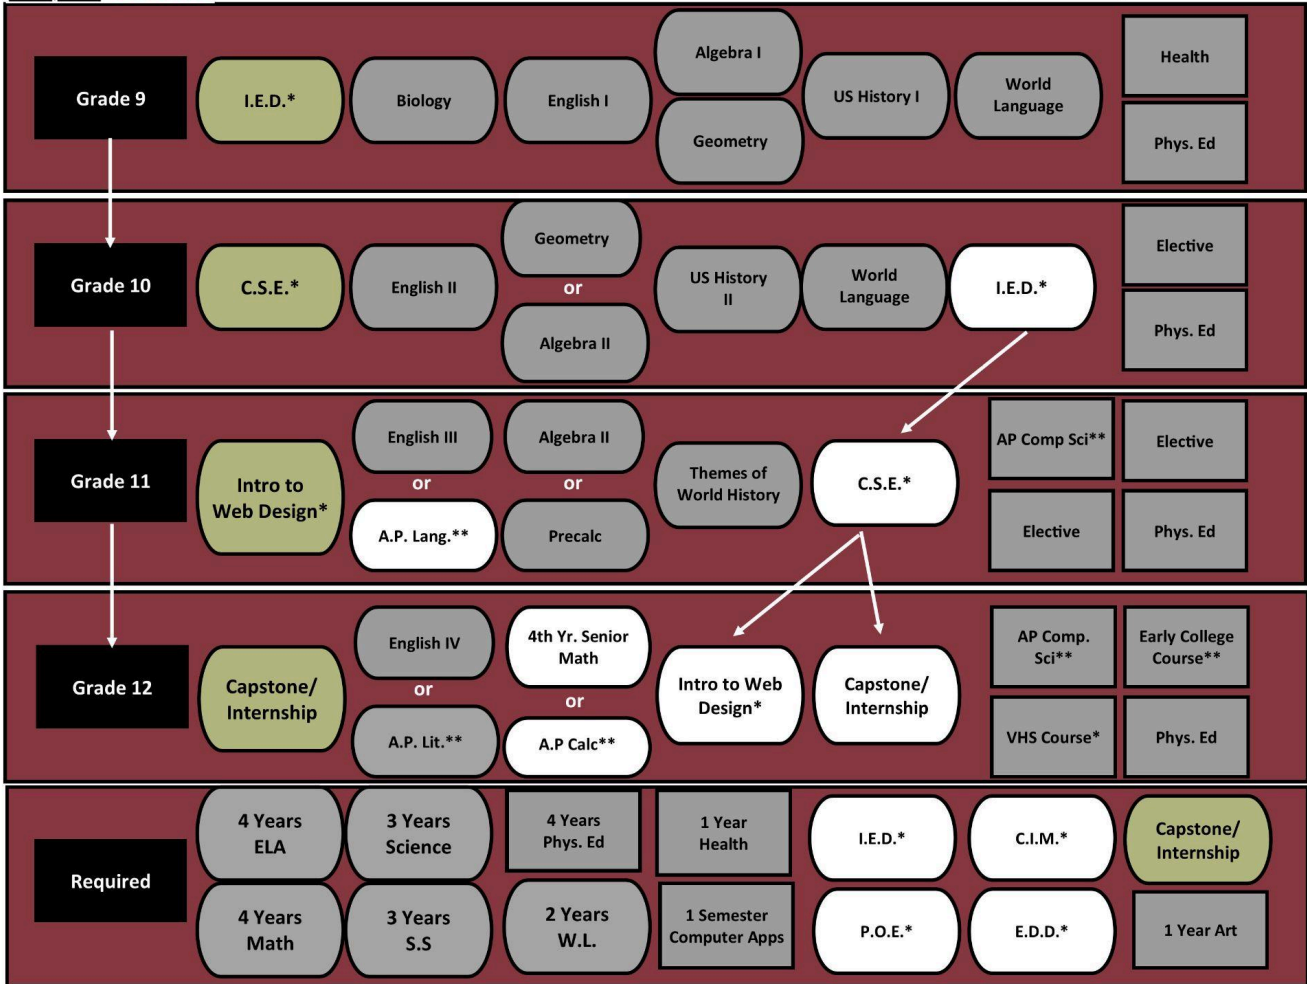 Grade 9
I.E.D.*
Biology
English I
Algebra I
Geometry
US History I
World
Language
Health
Phys. Ed
Grade 10
C.S.E.*
English II
Geometry
or
Algebra II
US History
II
World
Language
I.E.D.*
Elective
Phys. Ed
Grade 11
Intro to
Web Design*
English III
or
A.P. Lang.**
Algebra II
or
Precalc
Themes of
World History
C.S.E.*
AP Comp Sci**
Elective
Elective
Phys. Ed
Grade 12
Capstone/
Internship
English IV
or
A.P. Lit.**
4th Yr. Senior
Math
or
A.P Calc**
Intro to Web
Design*
Capstone/
Internship
AP Comp.
Sci**
Early College
Course**
VHS Course*
Phys. Ed
Required
4 Years
ELA
3 Years
Science
4 Years
Phys. Ed
1 Year
Health
I.E.D.*
C.I.M.*
Capstone/
Internship
4 Years
Math
3 Years
S.S
2 Years
W.L.
1 Semester
Computer Apps
P.O.E.*
E.D.D.*
1 Year Art